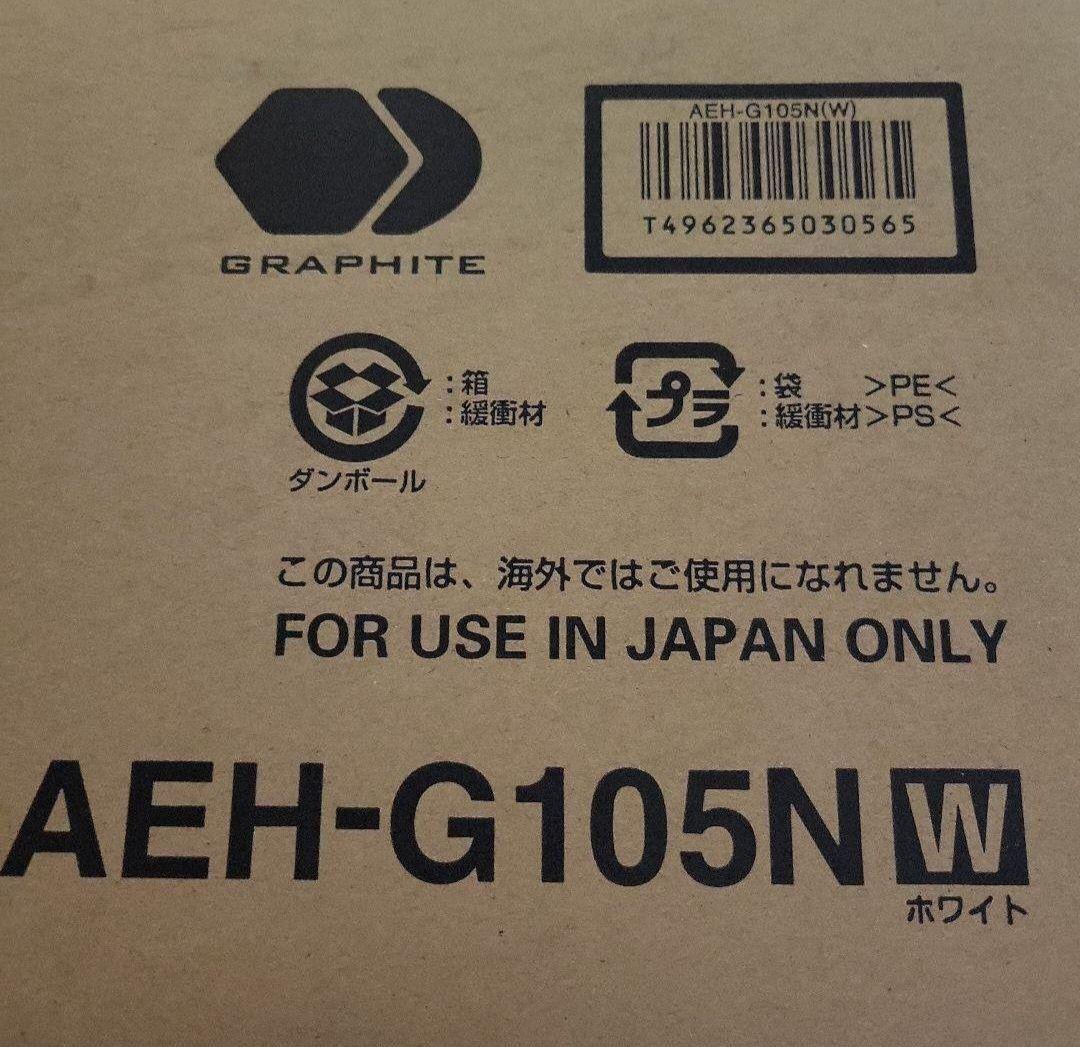 GRAPHITE
AEH-G105N(W)
T4962365030565
:箱
:緩衝材
ダンボール
プラ
:袋 >PE<
:緩衝材>PS<
この商品は、海外ではご使用になれません。
FOR USE IN JAPAN ONLY
AEH-G105N W
ホワイト